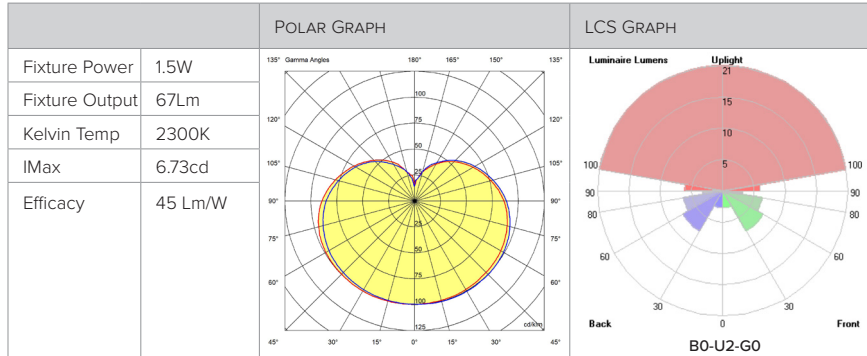 POLAR GRAPH
LCS GRAPH
Fixture Power 1.5W
Fixture Output 67Lm
Kelvin Temp 2300K
IMax 6.73cd
Efficacy 45 Lm/W
135° Gamma Angles 180° 165° 150° 135°
120° 120°
105° 105°
90° 90°
75° 75°
60° 60°
45° 30° 15° 0° 15° 30° 45°
100
75
50
25
25
50
75
100
125
cd/klm
Luminaire Lumens Uplight
21
15
10
5
100 100
90 90
80 80
60 60
30 30
0
Back Front
B0-U2-G0